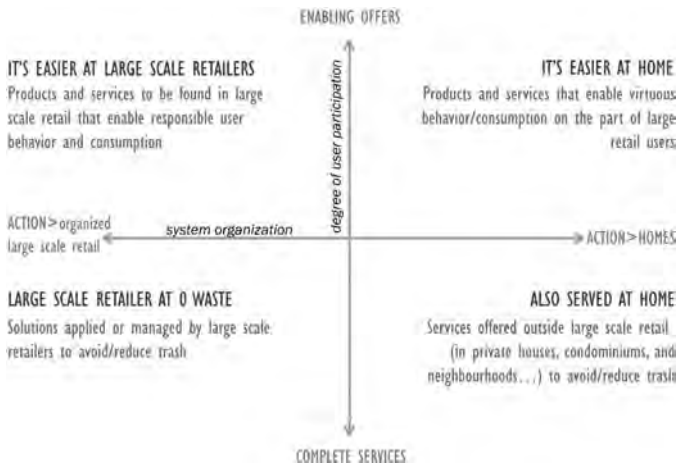 ENABLING OFFERS
IT'S EASIER AT LARGE SCALE RETAILERS
Products and services to be found in large
scale retail that enable responsible user
behavior and consumption
degree of user participation
IT'S EASIER AT HOME
Products and services that enable virtuous
behavior/consumption on the part of large
retail users
ACTION>organized
large scale retail
system organization
ACTION>HOMES
LARGE SCALE RETAILER AT 0 WASTE
Solutions applied or managed by large scale
retailers to avoid/reduce trash
ALSO SERVED AT HOME
Services offered outside large scale retail
(in private houses, condominiums, and
neighbourhoods...) to avoid/reduce trash
COMPLETE SERVICES